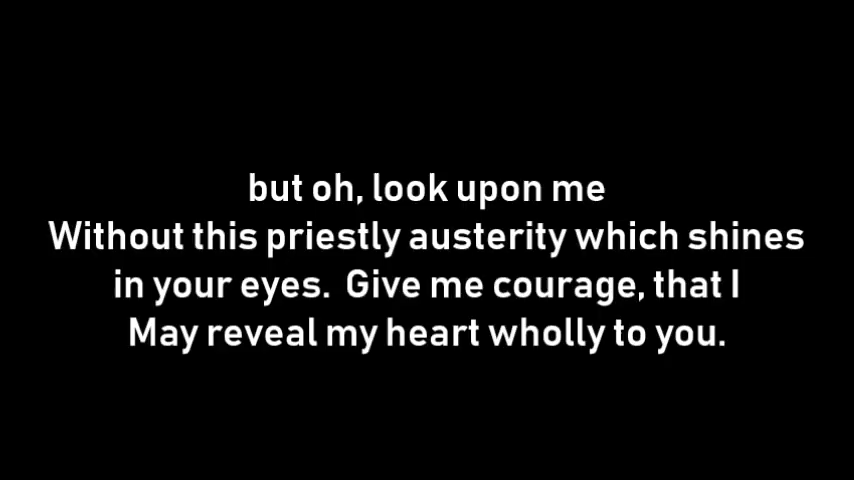 but oh, look upon me
Without this priestly austerity which shines
in your eyes.  Give me courage, that I
May reveal my heart wholly to you.